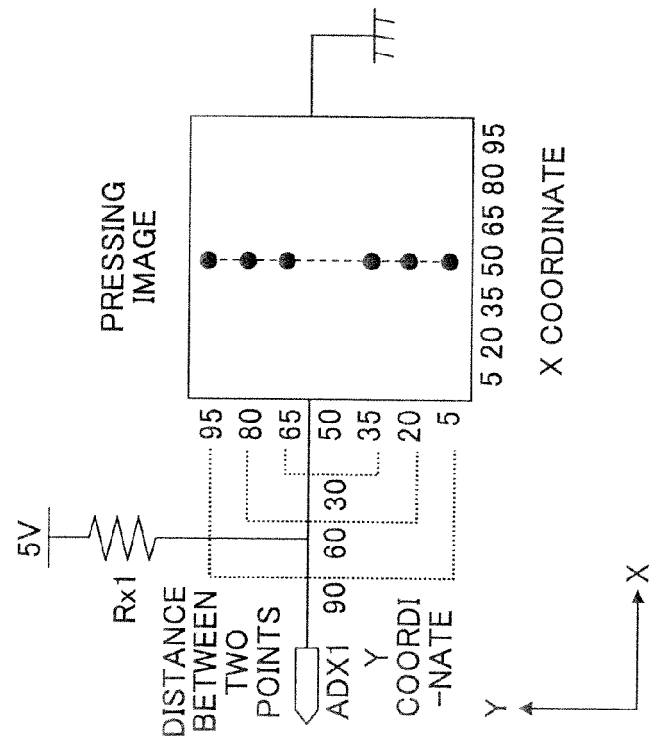 PRESSING
IMAGE
5V
Rx1
DISTANCE
BETWEEN
TWO
POINTS
95
80
65
50
35
20
5
30
60
90
ADX1
Y
COORDI
-NATE
5 20 35 50 65 80 95
X COORDINATE
Y
X